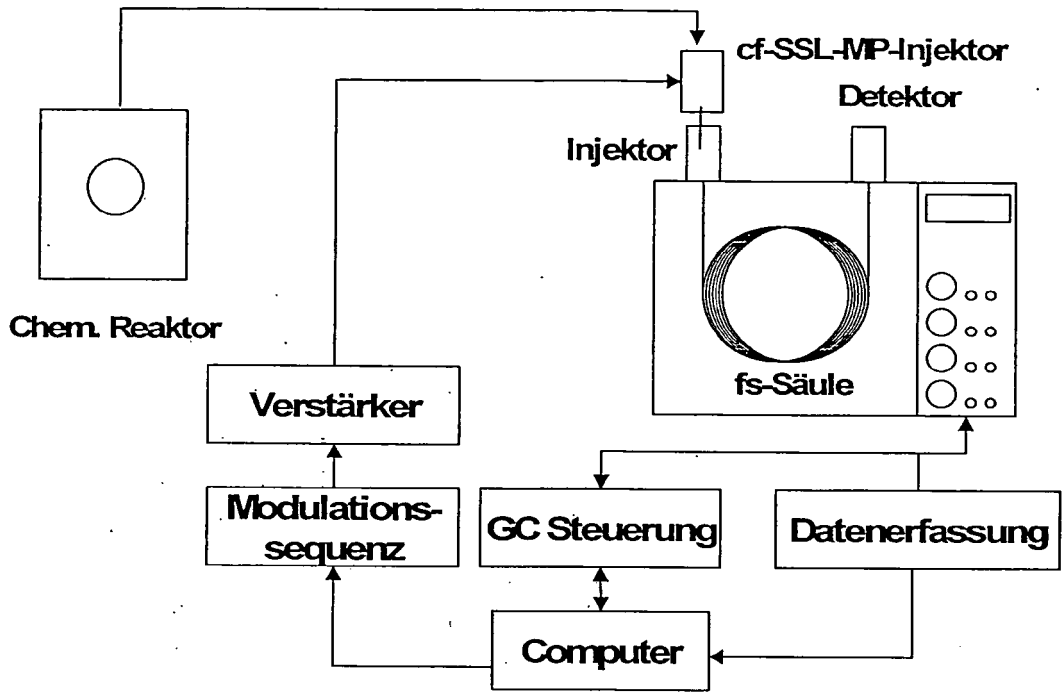 cf-SSL-MP-Injektor
Detektor
Injektor
Chem. Reaktor
fs-Säule
Verstärker
Modulations-
sequenz
GC Steuerung
Datenerfassung
Computer